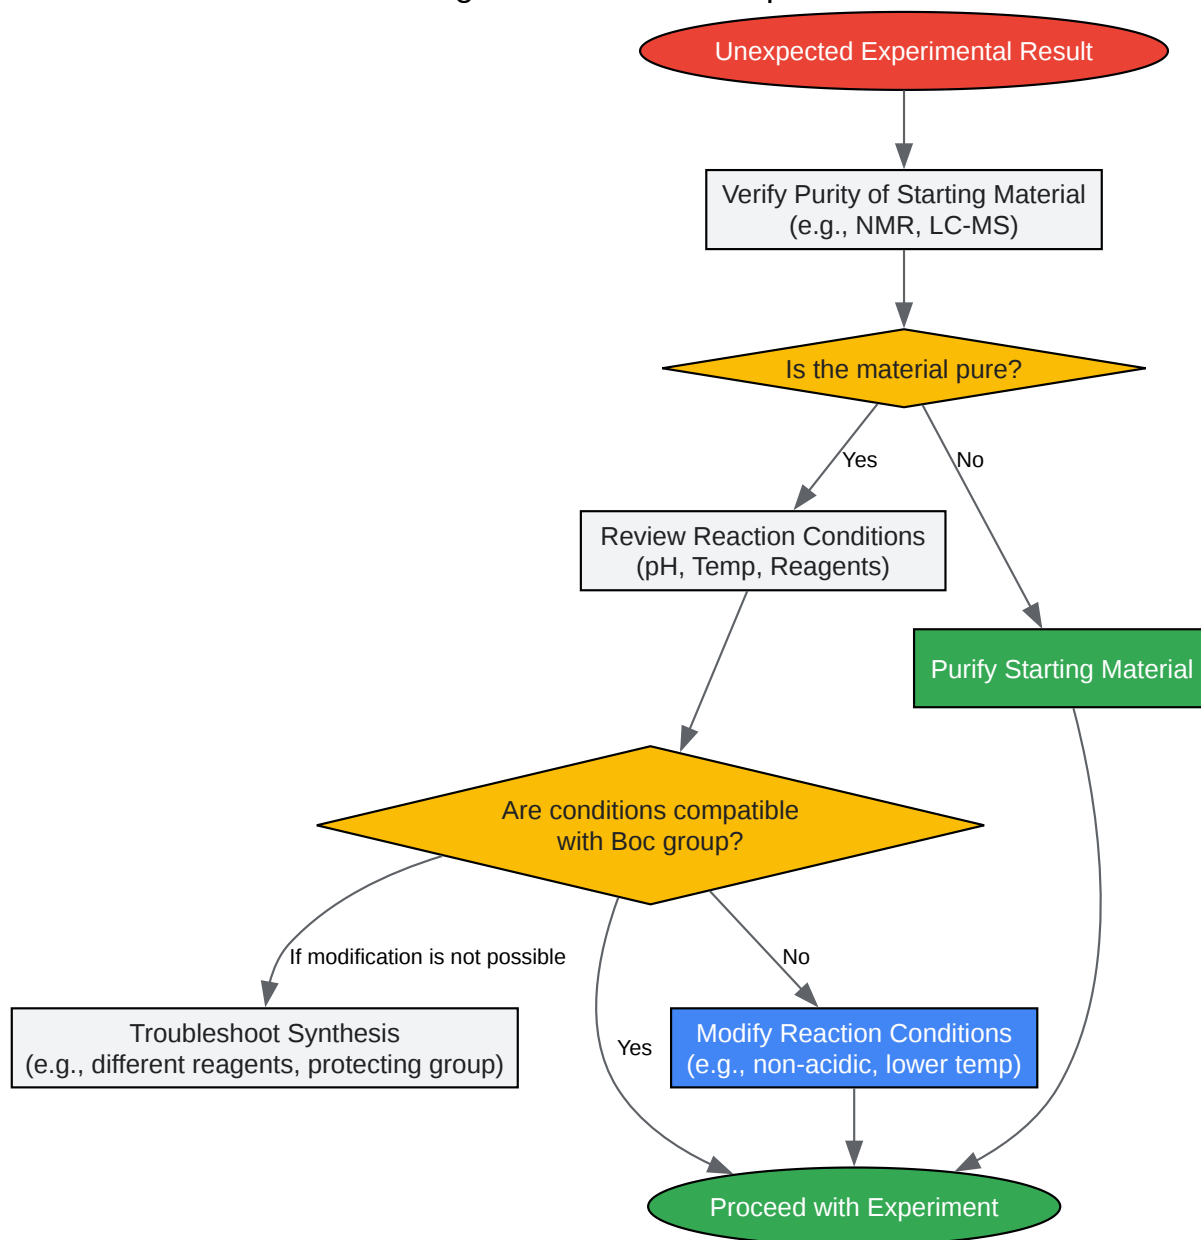 Unexpected Experimental Result
Verify Purity of Starting Material
(e.g., NMR, LC-MS)
Is the material pure?
Yes
No
Review Reaction Conditions
(pH, Temp, Reagents)
Purify Starting Material
Are conditions compatible
with Boc group?
If modification is not possible
No
Troubleshoot Synthesis
(e.g., different reagents, protecting group)
Yes
Modify Reaction Conditions
(e.g., non-acidic, lower temp)
Proceed with Experiment